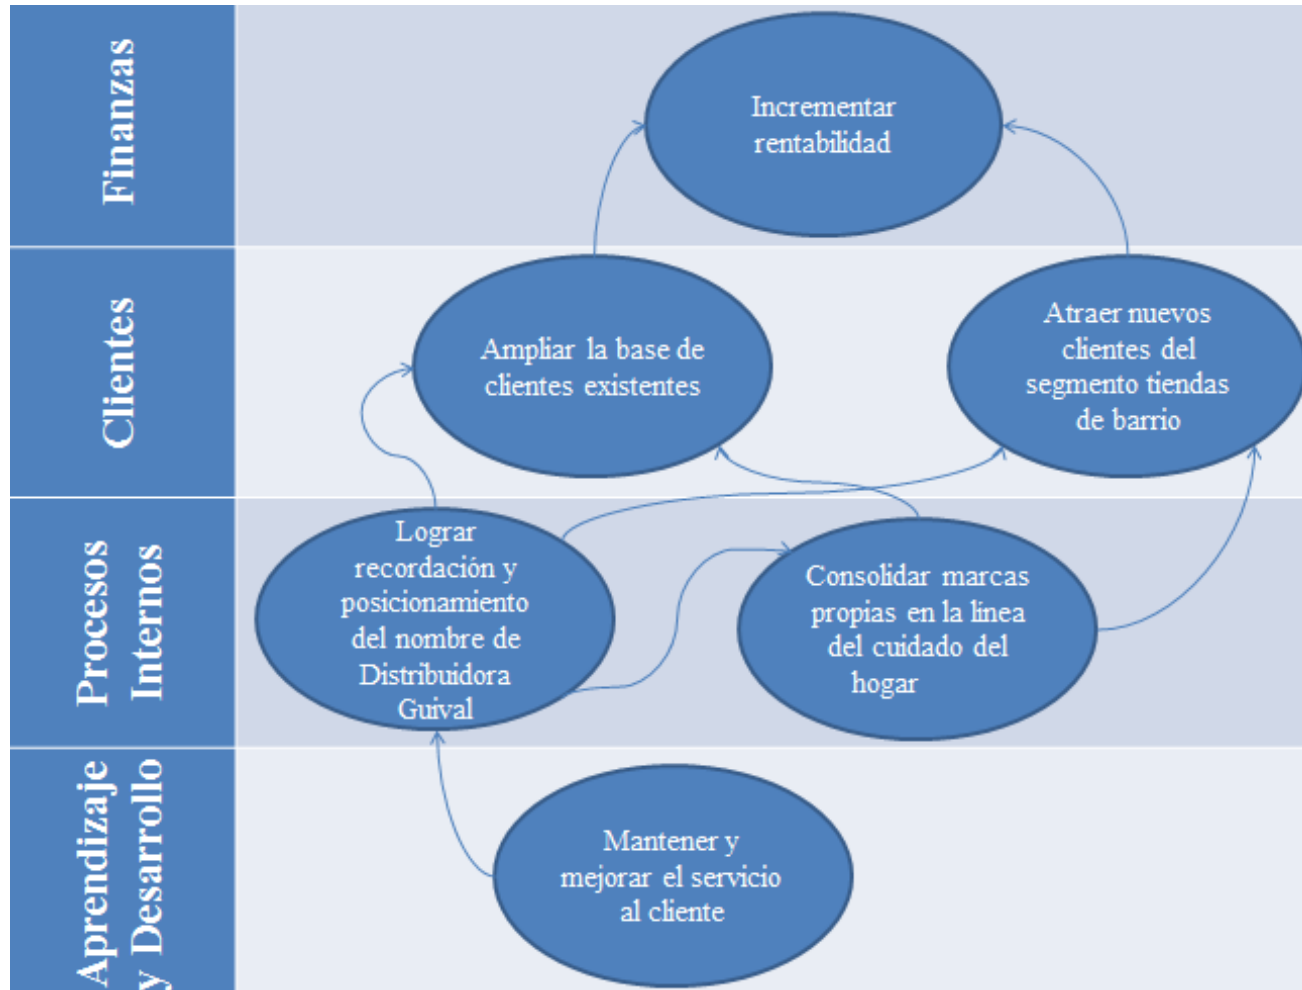 Finanzas
Incrementar
rentabilidad
Clientes
Ampliar la base de
clientes existentes
Atraer nuevos
clientes del
segmento tiendas
de barrio
Procesos
Internos
Lograr
recordación y
posicionamiento
del nombre de
Distribuidora
Guival
Consolidar marcas
propias en la línea
del cuidado del
hogar
Aprendizaje
y Desarrollo
Mantener y
mejorar el servicio
al cliente